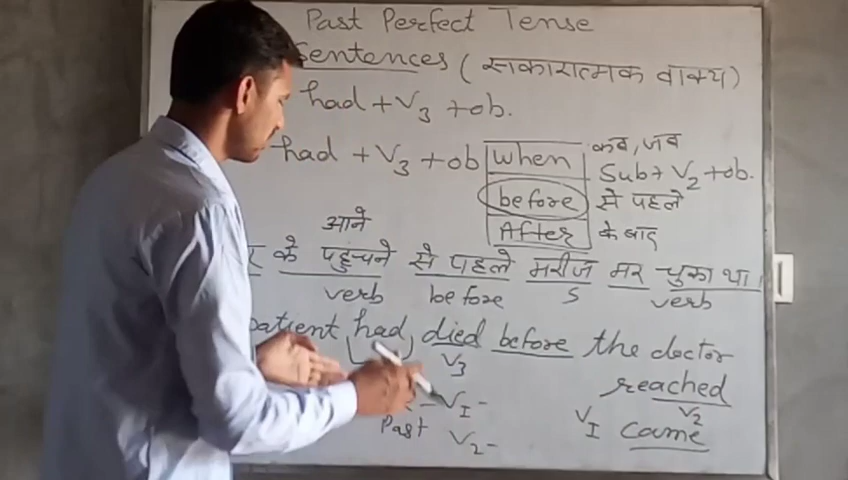 Past Perfect Tense
Sentences (सकारात्मक वाक्य)
had + V3 + ob.
had + V3 + ob when कब, जब
Sub + V2 + ob.
before से पहले
After के बाद
आने
के पहुंचने से पहले मरीज मर चुका था।
verb before S verb
patient had died before the doctor
V3 reached
V2
V1 -
Past V2 -
V1 came